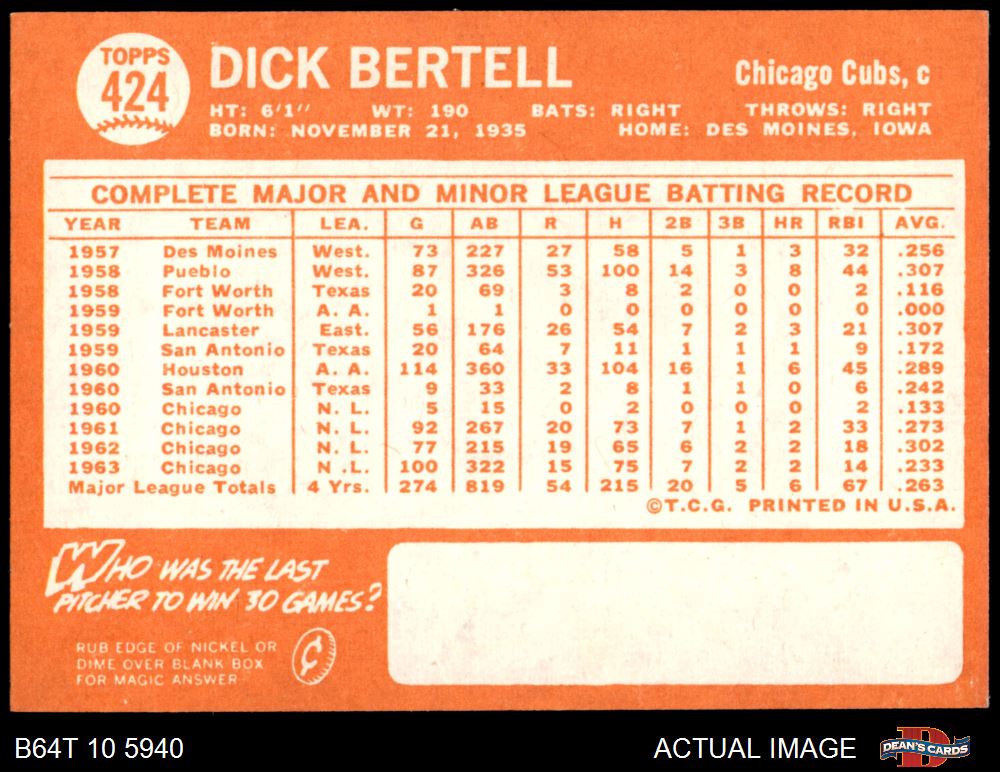 TOPPS
424
DICK BERTELL
Chicago Cubs, c
HT: 6'1" WT: 190 BATS: RIGHT THROWS: RIGHT
BORN: NOVEMBER 21, 1935 HOME: DES MOINES, IOWA
COMPLETE MAJOR AND MINOR LEAGUE BATTING RECORD
YEAR TEAM LEA. G AB R H 2B 3B HR RBI AVG.
1957 Des Moines West. 73 227 27 58 5 1 3 32 .256
1958 Pueblo West. 87 326 53 100 14 3 8 44 .307
1958 Fort Worth Texas 20 69 3 8 2 0 0 2 .116
1959 Fort Worth A. A. 1 1 0 0 0 0 0 0 .000
1959 Lancaster East. 56 176 26 54 7 2 3 21 .307
1959 San Antonio Texas 20 64 7 11 1 1 1 9 .172
1960 Houston A. A. 114 360 33 104 16 1 6 45 .289
1960 San Antonio Texas 9 33 2 8 1 1 0 6 .242
1960 Chicago N. L. 5 15 0 2 0 0 0 2 .133
1961 Chicago N. L. 92 267 20 73 7 1 2 33 .273
1962 Chicago N. L. 77 215 19 65 6 2 2 18 .302
1963 Chicago N .L. 100 322 15 75 7 2 2 14 .233
Major League Totals 4 Yrs. 274 819 54 215 20 5 6 67 .263
©T.C.G. PRINTED IN U.S.A.
WHO WAS THE LAST
PITCHER TO WIN 30 GAMES?
RUB EDGE OF NICKEL OR
DIME OVER BLANK BOX
FOR MAGIC ANSWER
¢
B64T 10 5940
ACTUAL IMAGE
D
DEAN'S CARDS